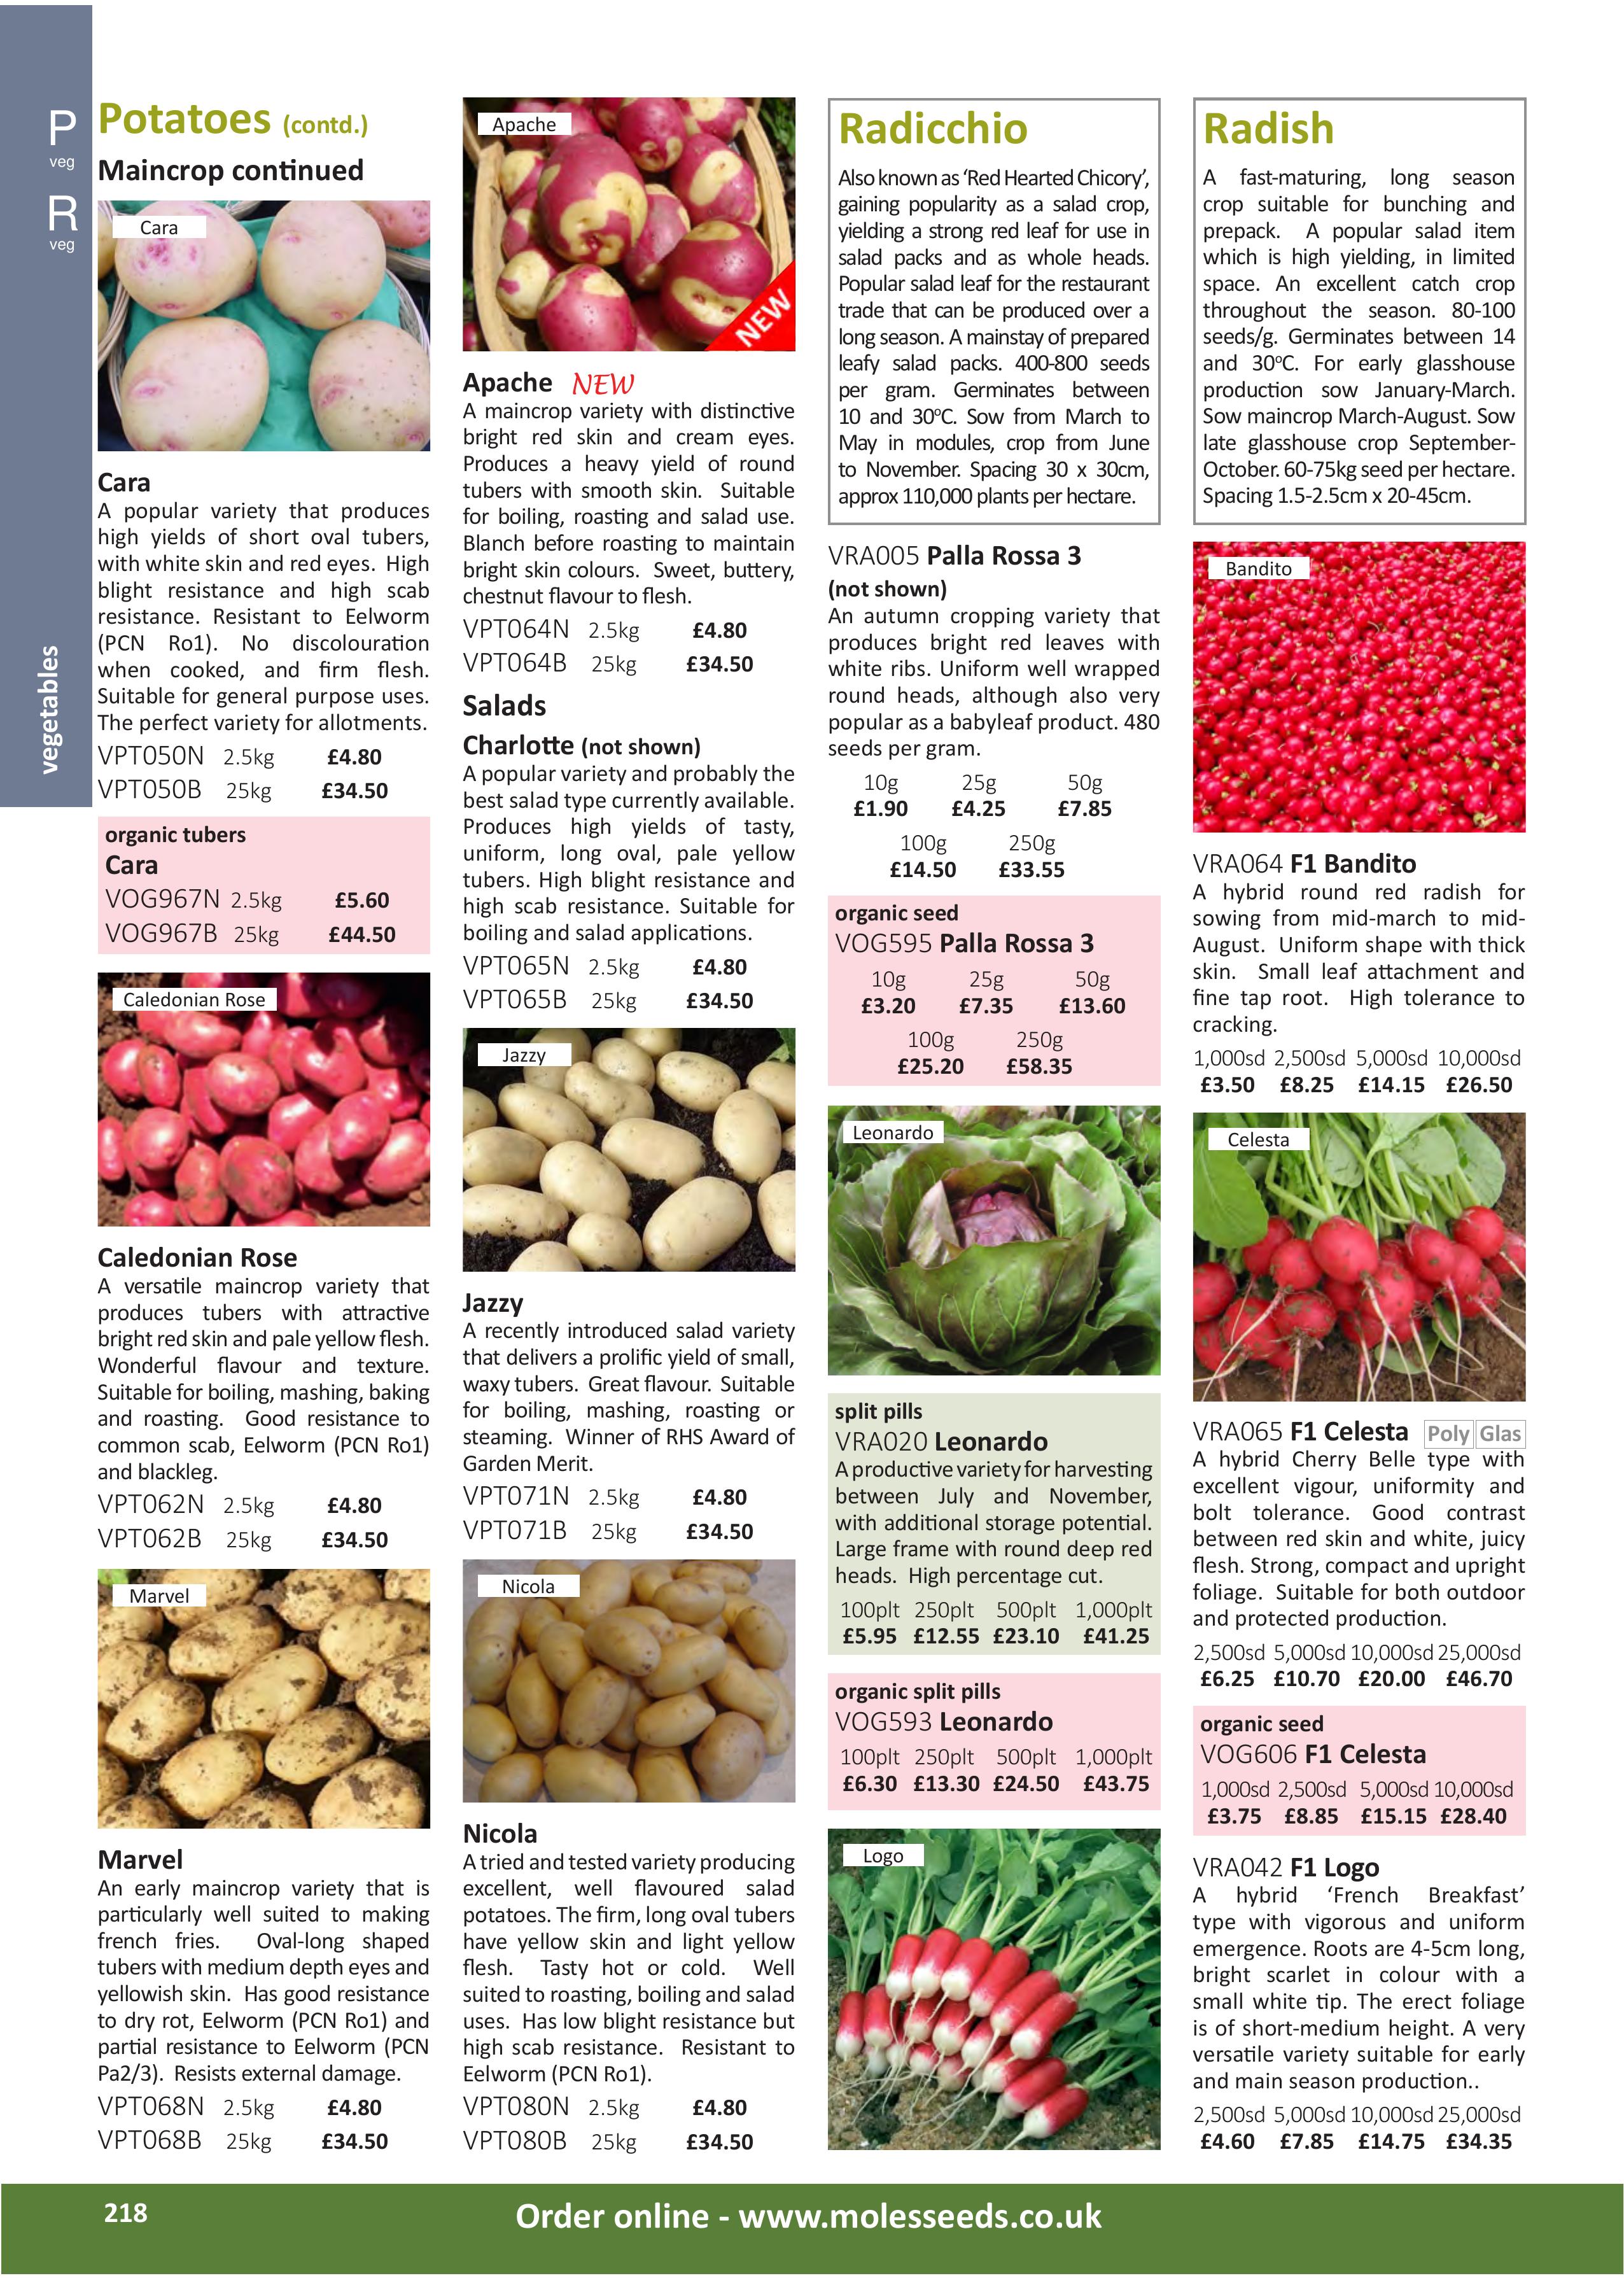 P
veg
R
veg
vegetables
Potatoes (contd.)
Maincrop continued
Cara
Cara
A popular variety that produces
high yields of short oval tubers,
with white skin and red eyes. High
blight resistance and high scab
resistance. Resistant to Eelworm
(PCN Ro1). No discolouration
when cooked, and firm flesh.
Suitable for general purpose uses.
The perfect variety for allotments.
VPT050N 2.5kg £4.80
VPT050B 25kg £34.50
organic tubers
Cara
VOG967N 2.5kg £5.60
VOG967B 25kg £44.50
Caledonian Rose
Caledonian Rose
A versatile maincrop variety that
produces tubers with attractive
bright red skin and pale yellow flesh.
Wonderful flavour and texture.
Suitable for boiling, mashing, baking
and roasting. Good resistance to
common scab, Eelworm (PCN Ro1)
and blackleg.
VPT062N 2.5kg £4.80
VPT062B 25kg £34.50
Marvel
Marvel
An early maincrop variety that is
particularly well suited to making
french fries. Oval-long shaped
tubers with medium depth eyes and
yellowish skin. Has good resistance
to dry rot, Eelworm (PCN Ro1) and
partial resistance to Eelworm (PCN
Pa2/3). Resists external damage.
VPT068N 2.5kg £4.80
VPT068B 25kg £34.50
Apache
NEW
Apache NEW
A maincrop variety with distinctive
bright red skin and cream eyes.
Produces a heavy yield of round
tubers with smooth skin. Suitable
for boiling, roasting and salad use.
Blanch before roasting to maintain
bright skin colours. Sweet, buttery,
chestnut flavour to flesh.
VPT064N 2.5kg £4.80
VPT064B 25kg £34.50
Salads
Charlotte (not shown)
A popular variety and probably the
best salad type currently available.
Produces high yields of tasty,
uniform, long oval, pale yellow
tubers. High blight resistance and
high scab resistance. Suitable for
boiling and salad applications.
VPT065N 2.5kg £4.80
VPT065B 25kg £34.50
Jazzy
Jazzy
A recently introduced salad variety
that delivers a prolific yield of small,
waxy tubers. Great flavour. Suitable
for boiling, mashing, roasting or
steaming. Winner of RHS Award of
Garden Merit.
VPT071N 2.5kg £4.80
VPT071B 25kg £34.50
Nicola
Nicola
A tried and tested variety producing
excellent, well flavoured salad
potatoes. The firm, long oval tubers
have yellow skin and light yellow
flesh. Tasty hot or cold. Well
suited to roasting, boiling and salad
uses. Has low blight resistance but
high scab resistance. Resistant to
Eelworm (PCN Ro1).
VPT080N 2.5kg £4.80
VPT080B 25kg £34.50
Radicchio
Also known as ‘Red Hearted Chicory’,
gaining popularity as a salad crop,
yielding a strong red leaf for use in
salad packs and as whole heads.
Popular salad leaf for the restaurant
trade that can be produced over a
long season. A mainstay of prepared
leafy salad packs. 400-800 seeds
per gram. Germinates between
10 and 30ºC. Sow from March to
May in modules, crop from June
to November. Spacing 30 x 30cm,
approx 110,000 plants per hectare.
VRA005 Palla Rossa 3
(not shown)
An autumn cropping variety that
produces bright red leaves with
white ribs. Uniform well wrapped
round heads, although also very
popular as a babyleaf product. 480
seeds per gram.
10g 25g 50g
£1.90 £4.25 £7.85
100g 250g
£14.50 £33.55
organic seed
VOG595 Palla Rossa 3
10g 25g 50g
£3.20 £7.35 £13.60
100g 250g
£25.20 £58.35
Leonardo
split pills
VRA020 Leonardo
A productive variety for harvesting
between July and November,
with additional storage potential.
Large frame with round deep red
heads. High percentage cut.
100plt 250plt 500plt 1,000plt
£5.95 £12.55 £23.10 £41.25
organic split pills
VOG593 Leonardo
100plt 250plt 500plt 1,000plt
£6.30 £13.30 £24.50 £43.75
Logo
Radish
A fast-maturing, long season
crop suitable for bunching and
prepack. A popular salad item
which is high yielding, in limited
space. An excellent catch crop
throughout the season. 80-100
seeds/g. Germinates between 14
and 30ºC. For early glasshouse
production sow January-March.
Sow maincrop March-August. Sow
late glasshouse crop September-
October. 60-75kg seed per hectare.
Spacing 1.5-2.5cm x 20-45cm.
Bandito
VRA064 F1 Bandito
A hybrid round red radish for
sowing from mid-march to mid-
August. Uniform shape with thick
skin. Small leaf attachment and
fine tap root. High tolerance to
cracking.
1,000sd 2,500sd 5,000sd 10,000sd
£3.50 £8.25 £14.15 £26.50
Celesta
VRA065 F1 Celesta Poly Glas
A hybrid Cherry Belle type with
excellent vigour, uniformity and
bolt tolerance. Good contrast
between red skin and white, juicy
flesh. Strong, compact and upright
foliage. Suitable for both outdoor
and protected production.
2,500sd 5,000sd 10,000sd 25,000sd
£6.25 £10.70 £20.00 £46.70
organic seed
VOG606 F1 Celesta
1,000sd 2,500sd 5,000sd 10,000sd
£3.75 £8.85 £15.15 £28.40
VRA042 F1 Logo
A hybrid ‘French Breakfast’
type with vigorous and uniform
emergence. Roots are 4-5cm long,
bright scarlet in colour with a
small white tip. The erect foliage
is of short-medium height. A very
versatile variety suitable for early
and main season production..
2,500sd 5,000sd 10,000sd 25,000sd
£4.60 £7.85 £14.75 £34.35
218
Order online - www.molesseeds.co.uk